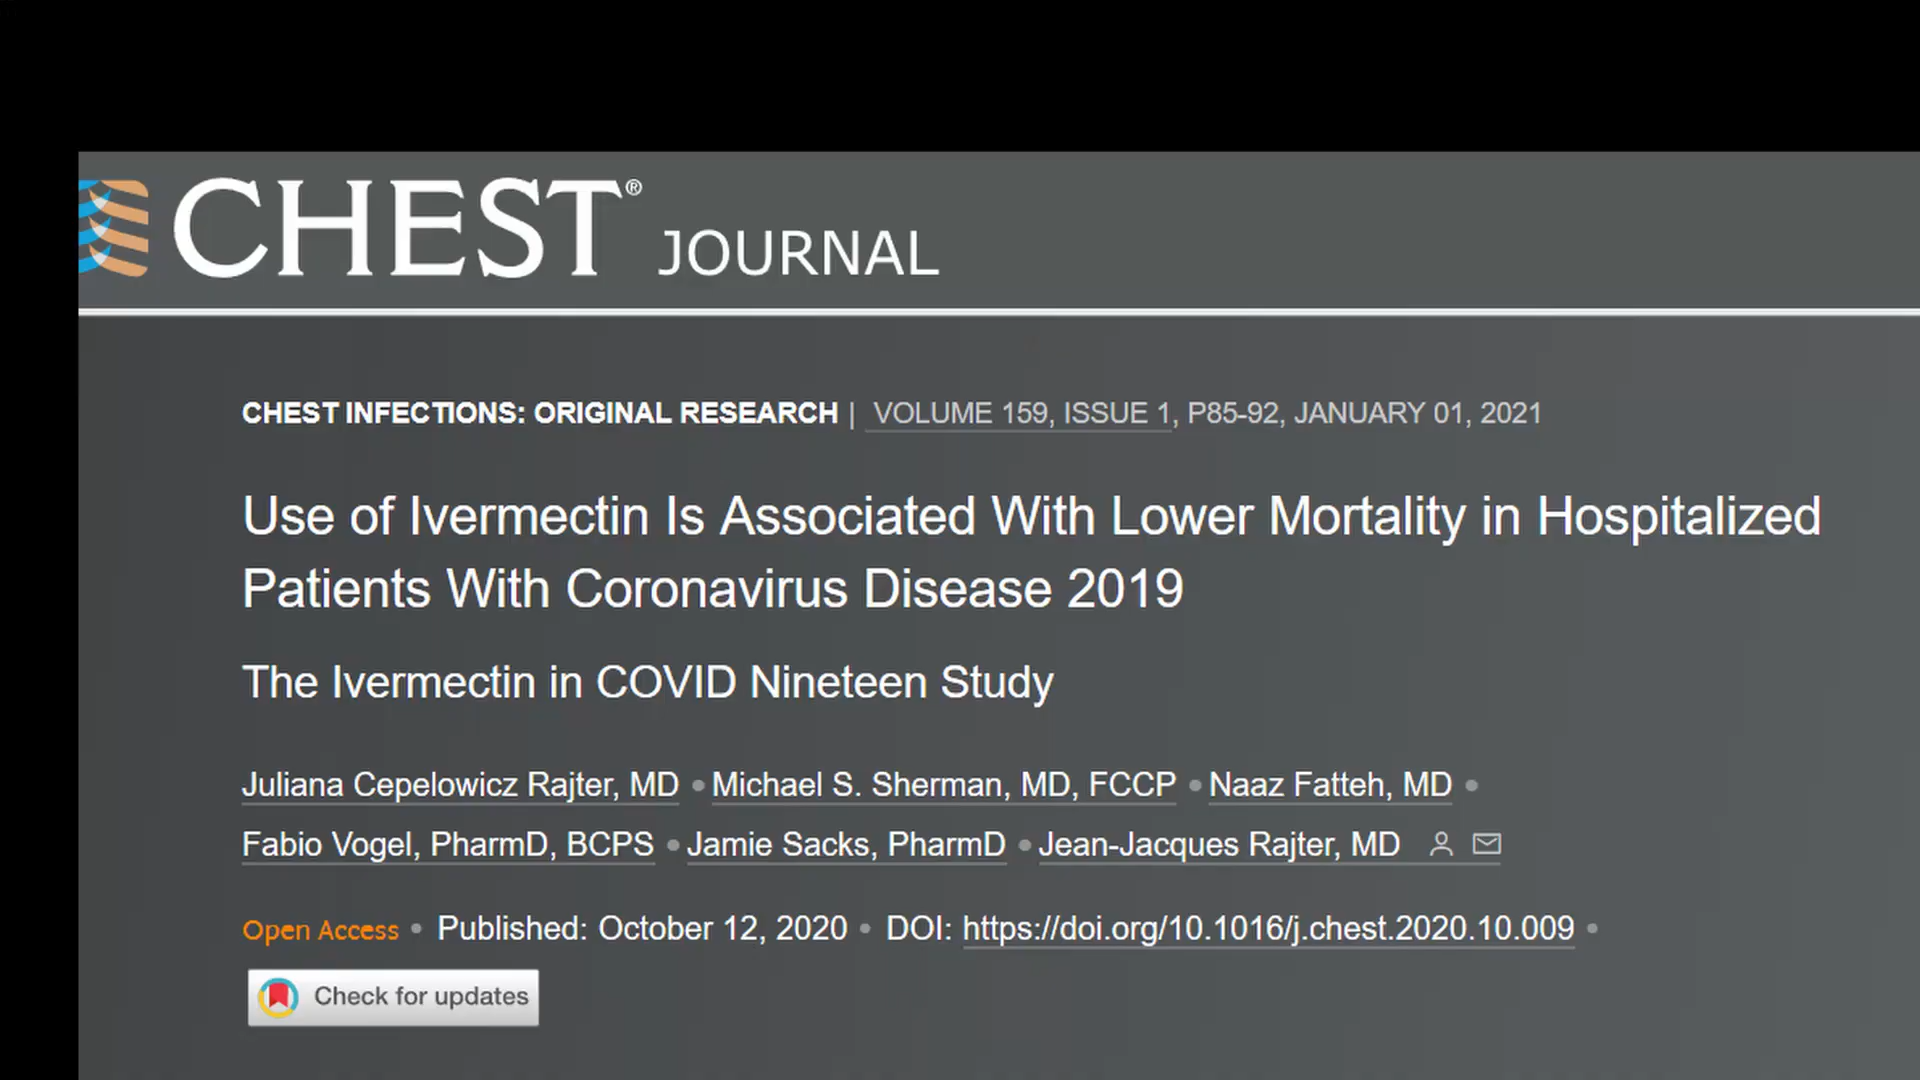 CHEST® JOURNAL
CHEST INFECTIONS: ORIGINAL RESEARCH | VOLUME 159, ISSUE 1, P85-92, JANUARY 01, 2021
Use of Ivermectin Is Associated With Lower Mortality in Hospitalized
Patients With Coronavirus Disease 2019
The Ivermectin in COVID Nineteen Study
Juliana Cepelowicz Rajter, MD • Michael S. Sherman, MD, FCCP • Naaz Fatteh, MD •
Fabio Vogel, PharmD, BCPS • Jamie Sacks, PharmD • Jean-Jacques Rajter, MD
Open Access • Published: October 12, 2020 • DOI: https://doi.org/10.1016/j.chest.2020.10.009 •
Check for updates